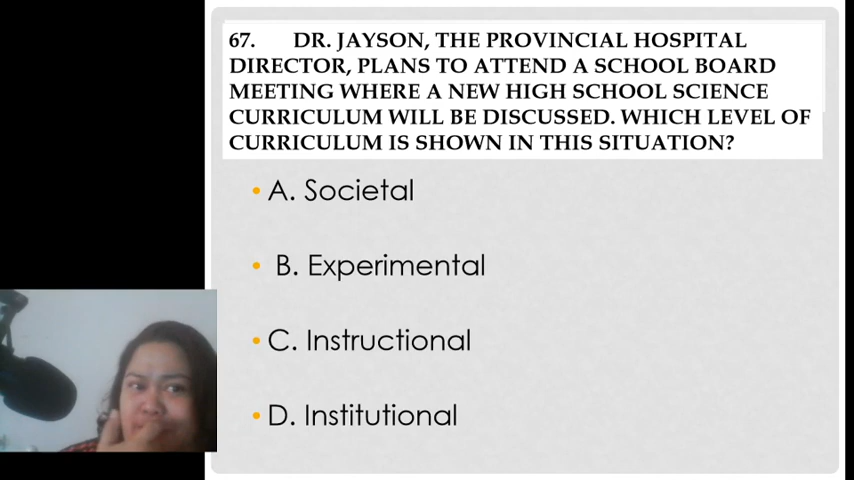 67. DR. JAYSON, THE PROVINCIAL HOSPITAL
DIRECTOR, PLANS TO ATTEND A SCHOOL BOARD
MEETING WHERE A NEW HIGH SCHOOL SCIENCE
CURRICULUM WILL BE DISCUSSED. WHICH LEVEL OF
CURRICULUM IS SHOWN IN THIS SITUATION?
• A. Societal
• B. Experimental
• C. Instructional
• D. Institutional